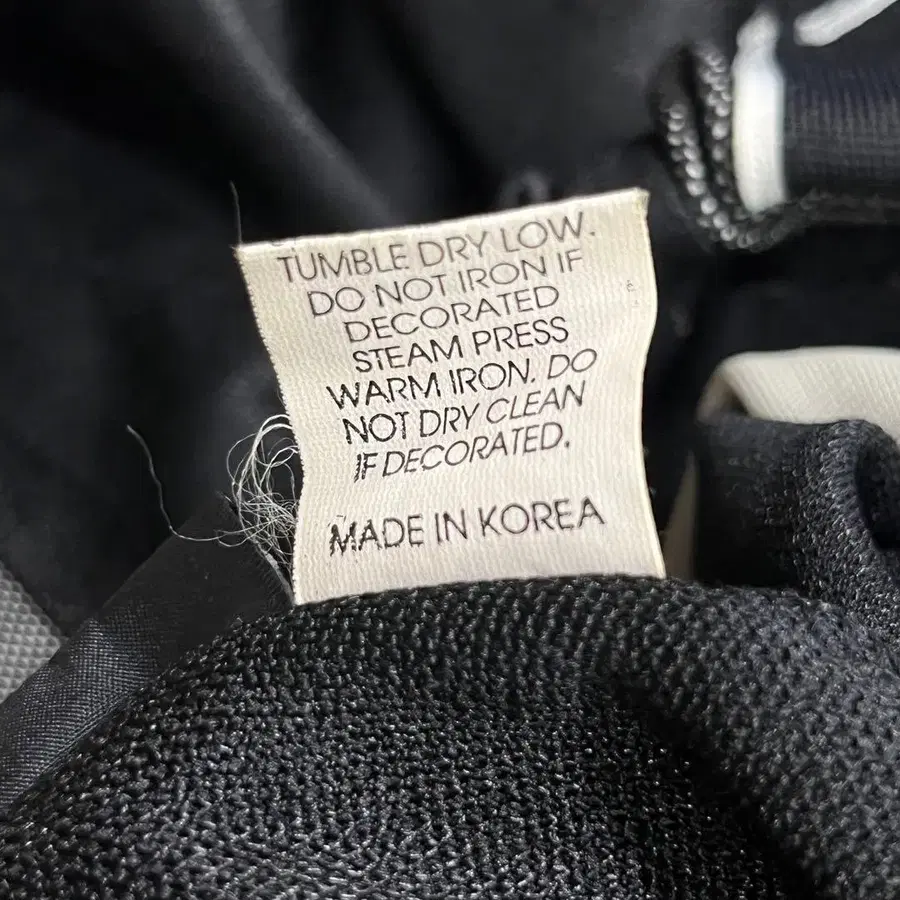 TUMBLE DRY LOW.
DO NOT IRON IF
DECORATED
STEAM PRESS
WARM IRON. DO
NOT DRY CLEAN
IF DECORATED.
MADE IN KOREA